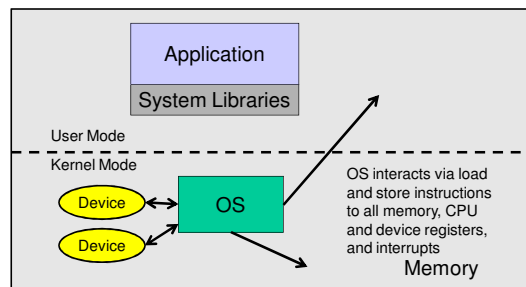 Application
System Libraries
User Mode
Kernel Mode
Device
Device
OS
OS interacts via load
and store instructions
to all memory, CPU
and device registers,
and interrupts
Memory